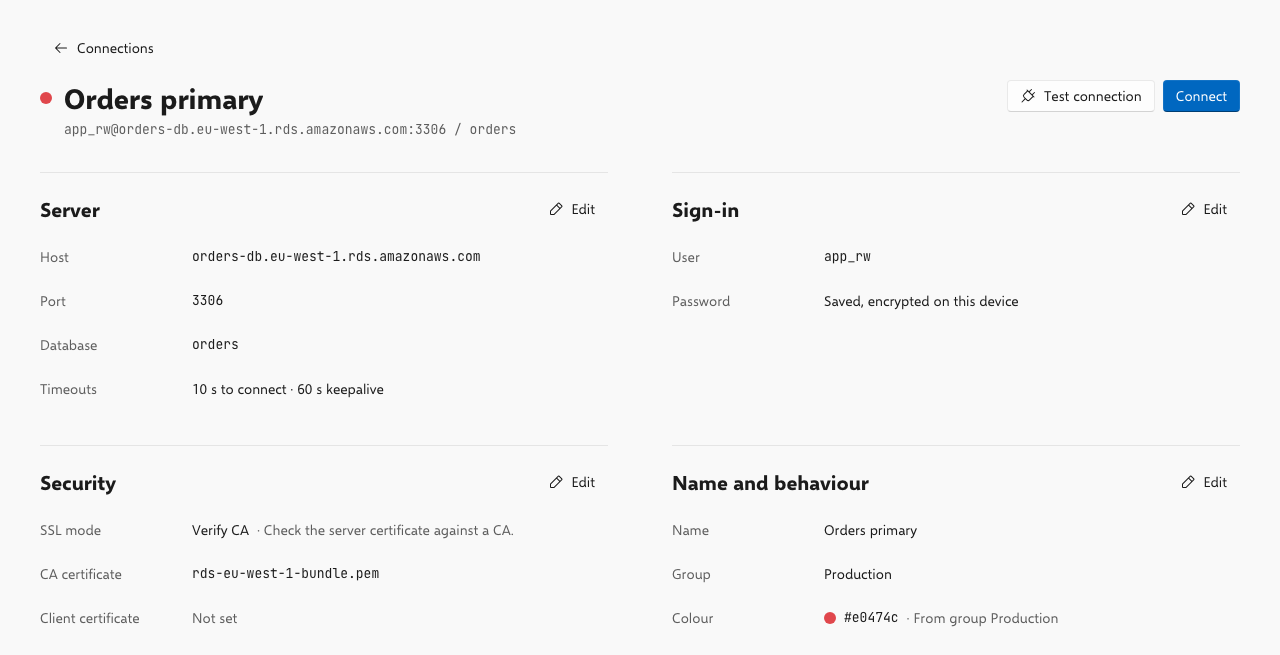 Connections
Orders primary
app_rw@orders-db.eu-west-1.rds.amazonaws.com:3306 / orders
Test connection
Connect
Server
Edit
Host
orders-db.eu-west-1.rds.amazonaws.com
Port
3306
Database
orders
Timeouts
10 s to connect · 60 s keepalive
Sign-in
Edit
User
app_rw
Password
Saved, encrypted on this device
Security
Edit
SSL mode
Verify CA · Check the server certificate against a CA.
CA certificate
rds-eu-west-1-bundle.pem
Client certificate
Not set
Name and behaviour
Edit
Name
Orders primary
Group
Production
Colour
#e0474c · From group Production